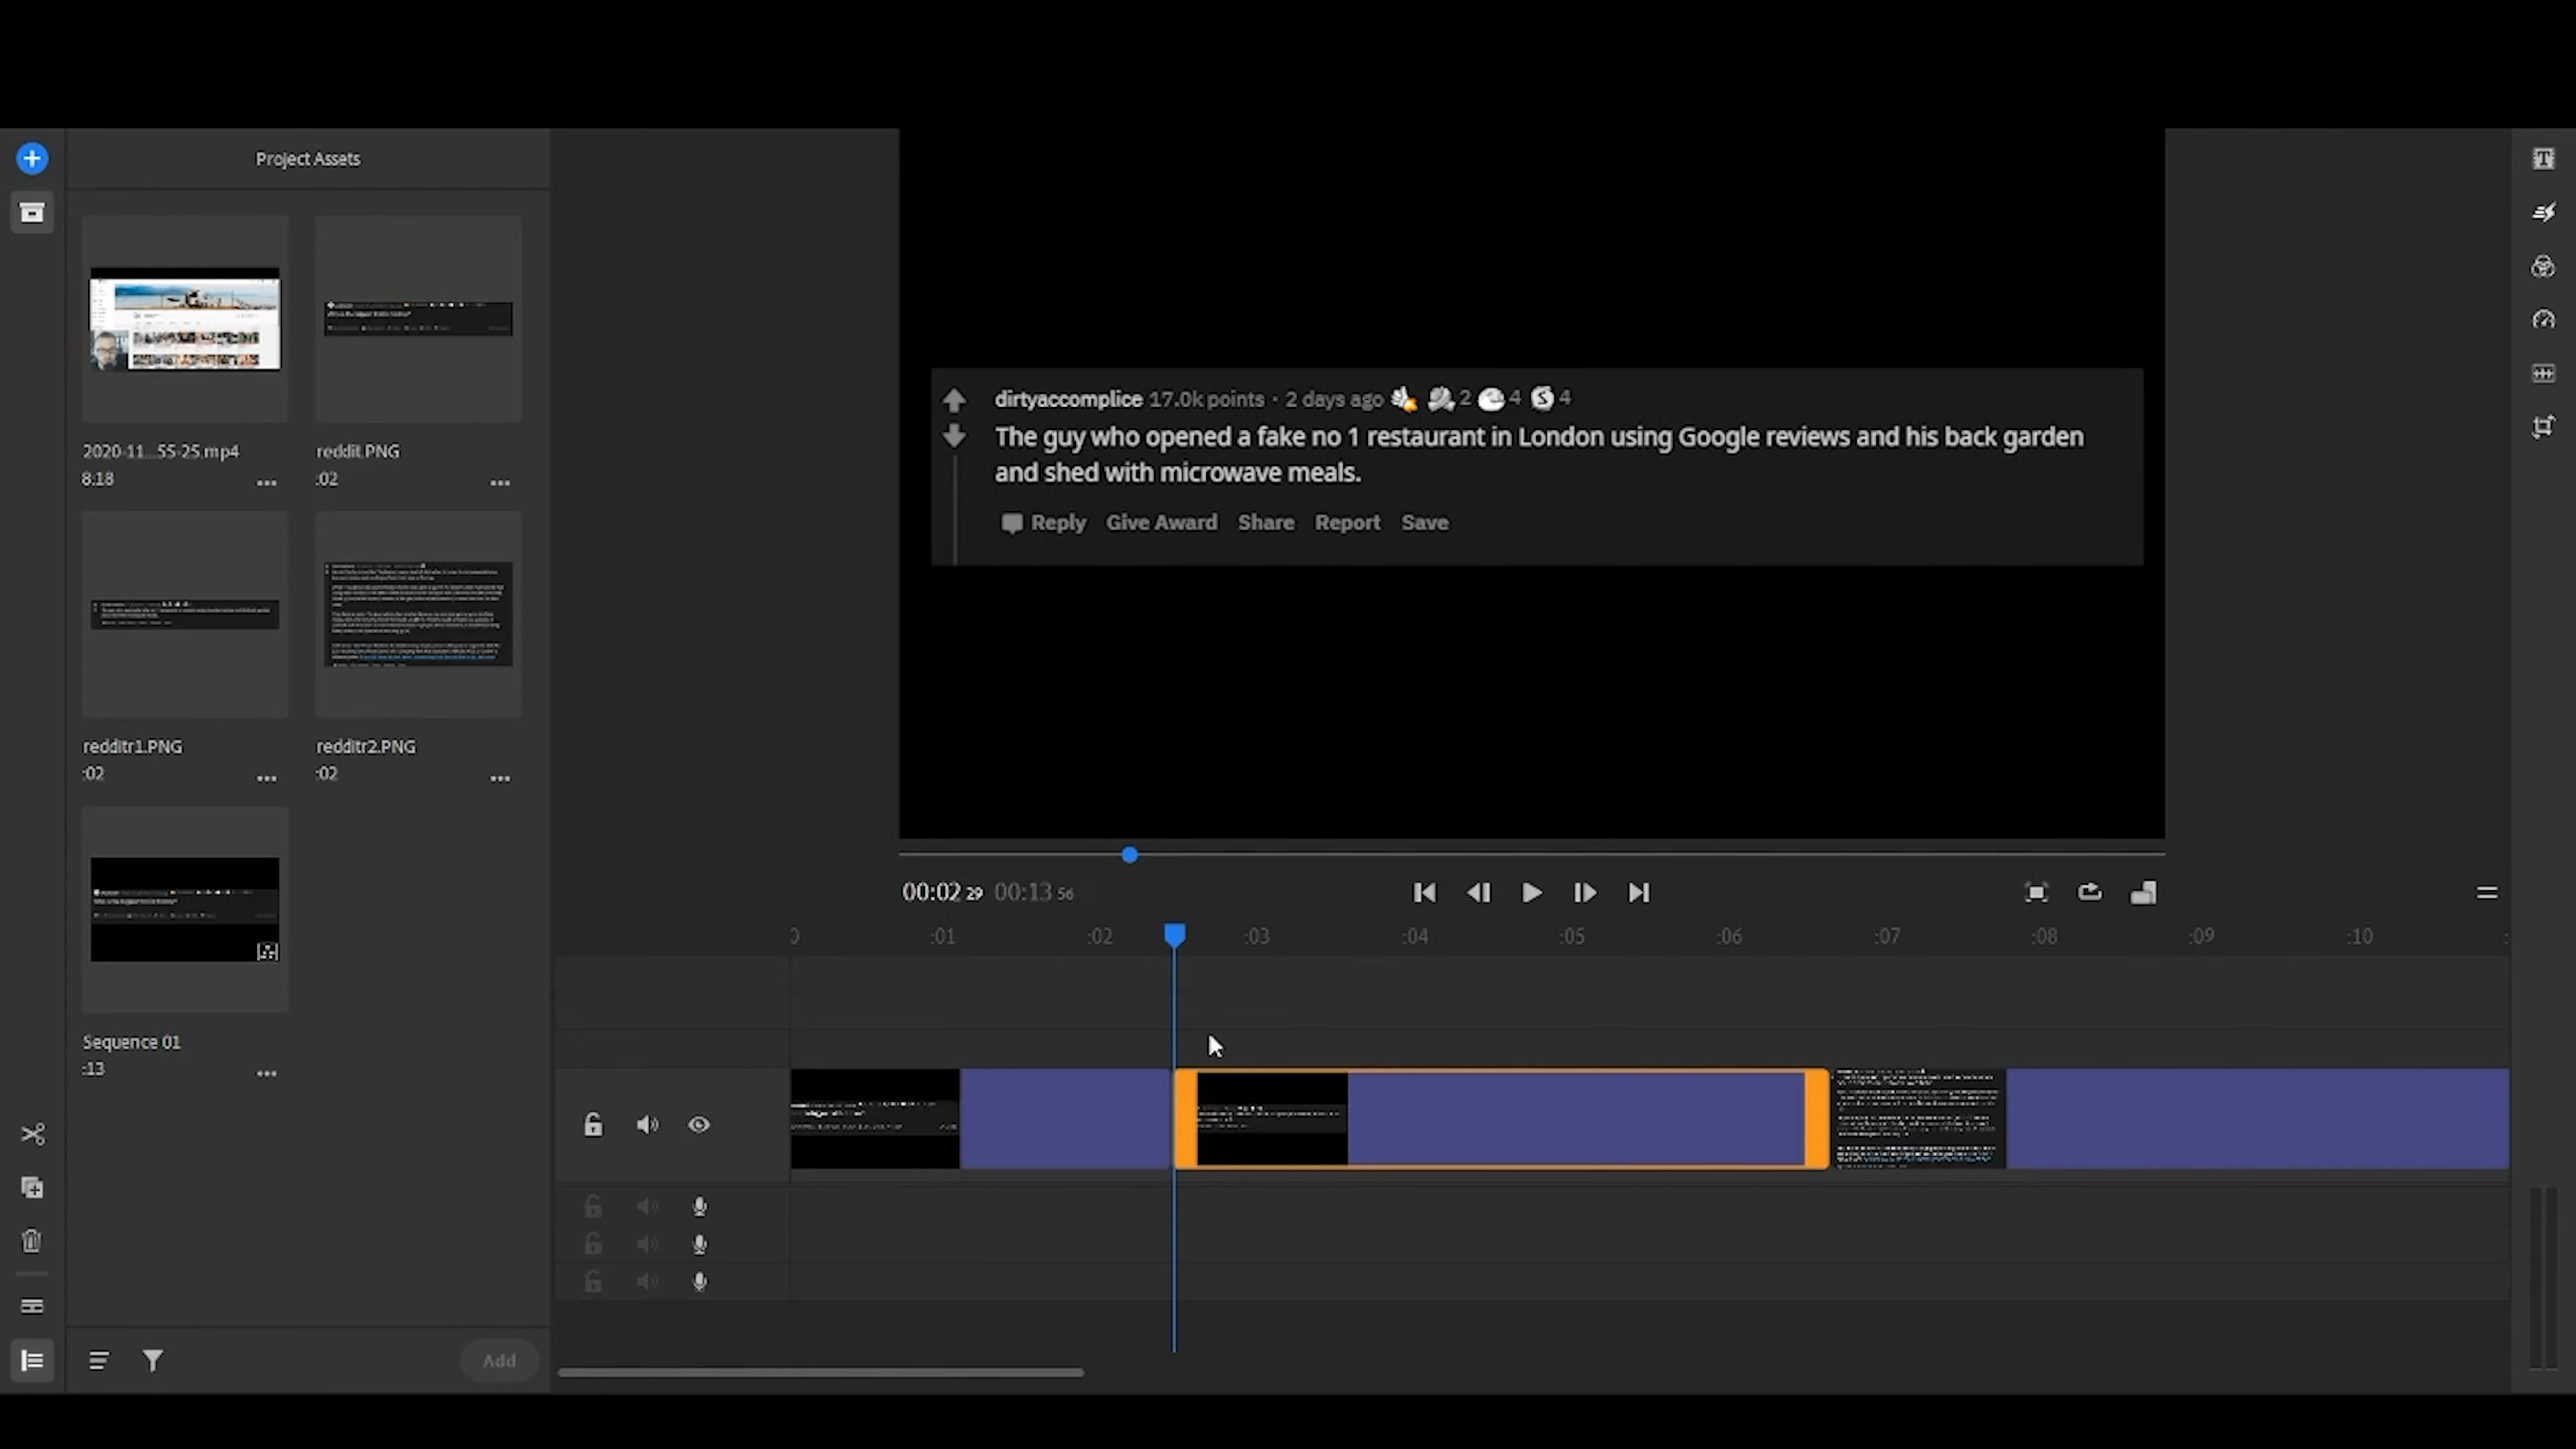 Project Assets
2020-11...55-25.mp4
8:18
reddit.PNG
:02
redditr1.PNG
:02
redditr2.PNG
:02
Sequence 01
:13
Add
dirtyaccomplice 17.0k points · 2 days ago 2 4 4
The guy who opened a fake no 1 restaurant in London using Google reviews and his back garden
and shed with microwave meals.
Reply Give Award Share Report Save
00:02 29 00:13 56
0 :01 :02 :03 :04 :05 :06 :07 :08 :09 :10